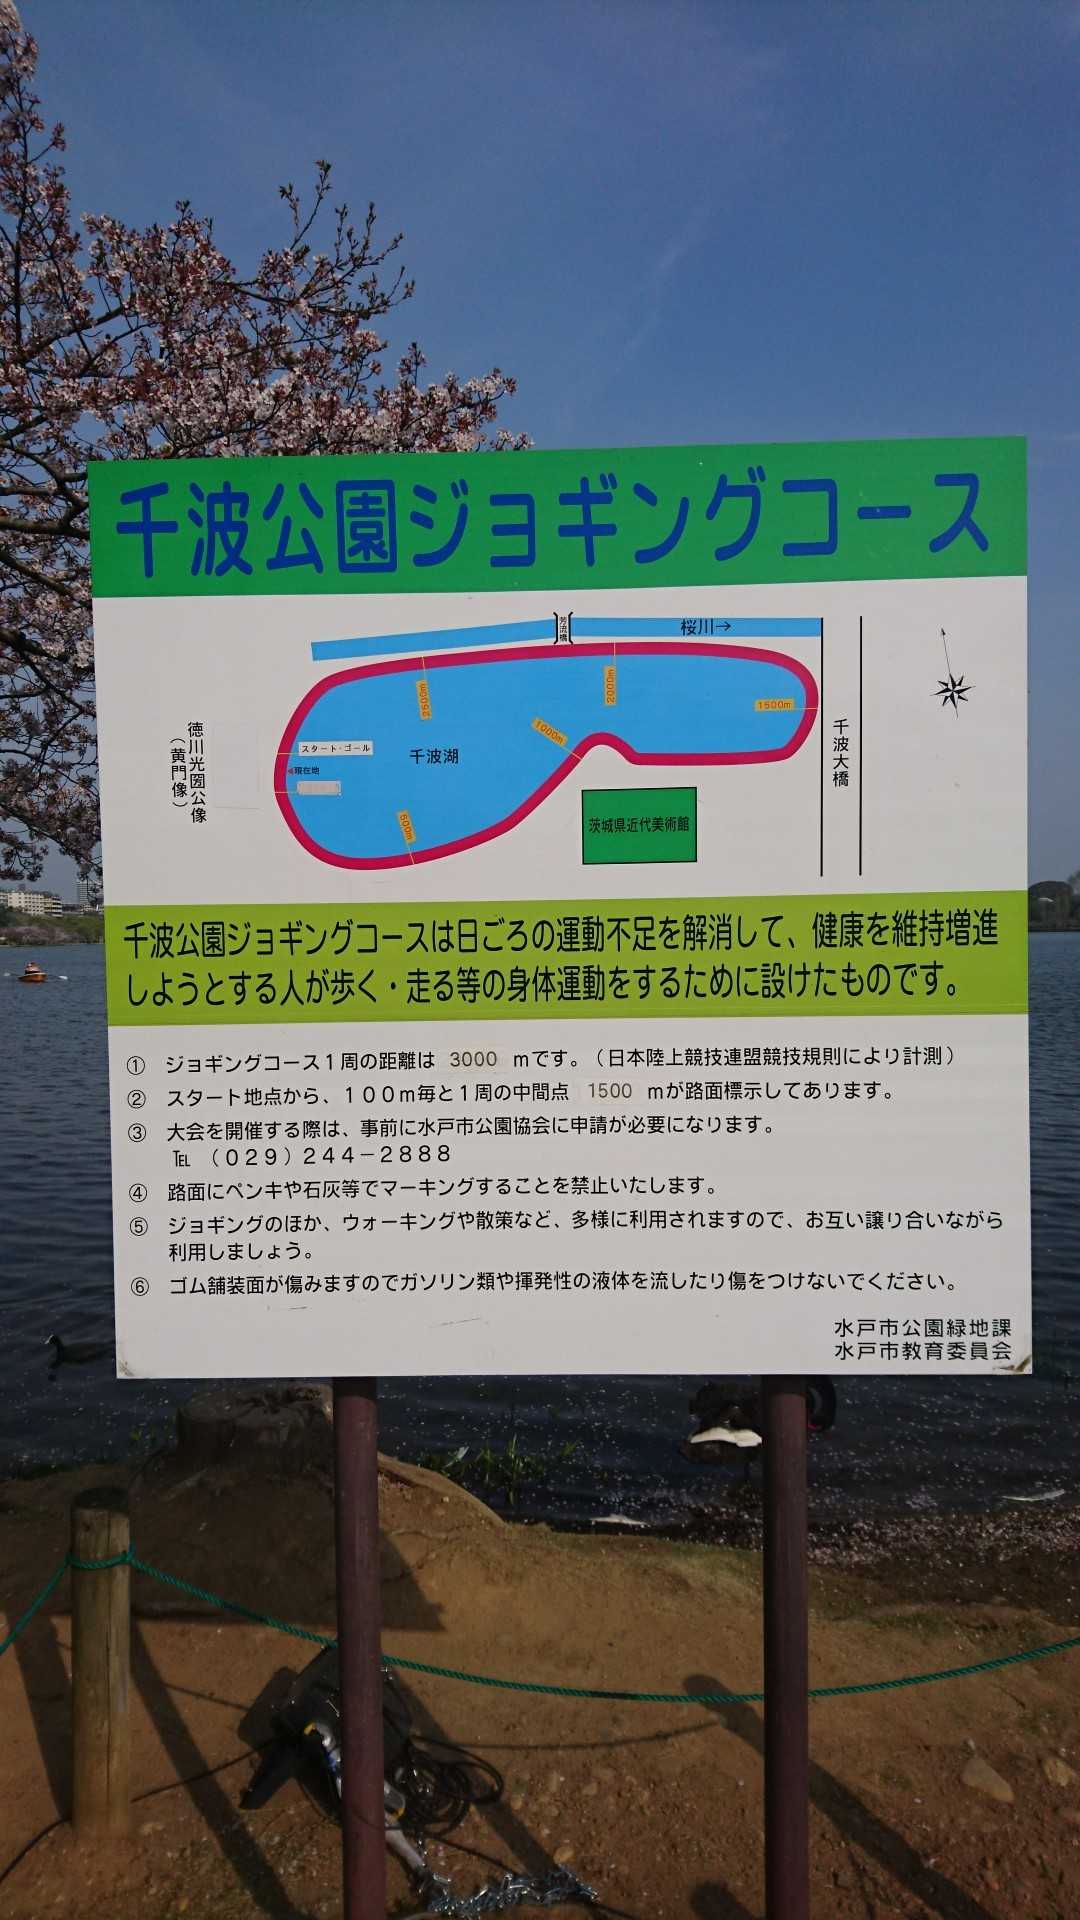 千波公園ジョギングコース
芳流橋
桜川→
2500m
2000m
1500m
1000m
500m
スタート・ゴール
◀現在地
千波湖
徳川光圀公像
（黄門像）
千波大橋
茨城県近代美術館
千波公園ジョギングコースは日ごろの運動不足を解消して、健康を維持増進
しようとする人が歩く・走る等の身体運動をするために設けたものです。
① ジョギングコース１周の距離は 3000 ｍです。（日本陸上競技連盟競技規則により計測）
② スタート地点から、１００ｍ毎と１周の中間点 1500 ｍが路面標示してあります。
③ 大会を開催する際は、事前に水戸市公園協会に申請が必要になります。
℡ （０２９）２４４－２８８８
④ 路面にペンキや石灰等でマーキングすることを禁止いたします。
⑤ ジョギングのほか、ウォーキングや散策など、多様に利用されますので、お互い譲り合いながら
利用しましょう。
⑥ ゴム舗装面が傷みますのでガソリン類や揮発性の液体を流したり傷をつけないでください。
水戸市公園緑地課
水戸市教育委員会